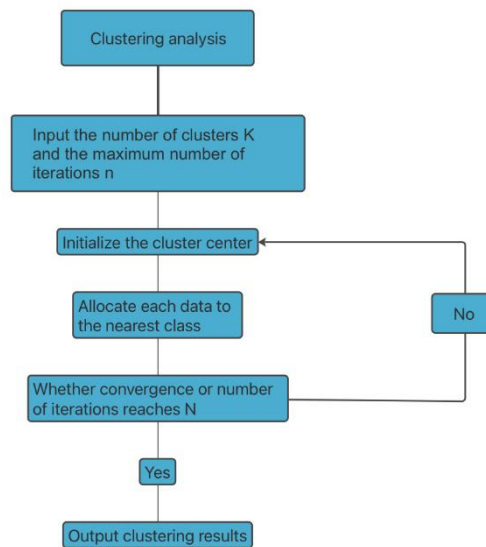 Clustering analysis
Input the number of clusters K
and the maximum number of
iterations n
Initialize the cluster center
Allocate each data to
the nearest class
No
Whether convergence or number
of iterations reaches N
Yes
Output clustering results